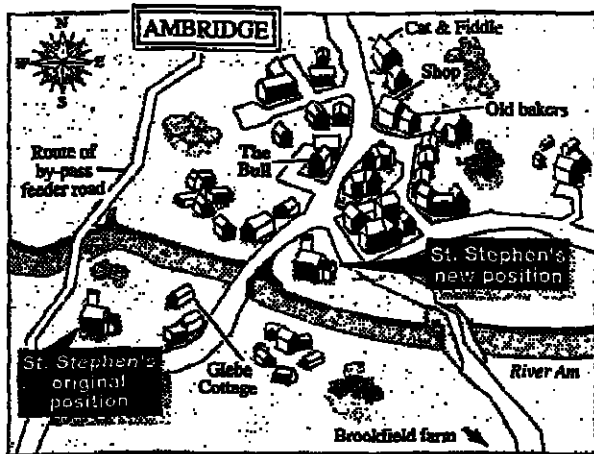 N
W
E
S
AMBRIDGE
Cat & Fiddle
Shop
Old bakers
Route of
by-pass
feeder road
The
Bull
St. Stephen's
new position
St. Stephen's
original
position
Glebe
Cottage
River Am
Brookfield farm